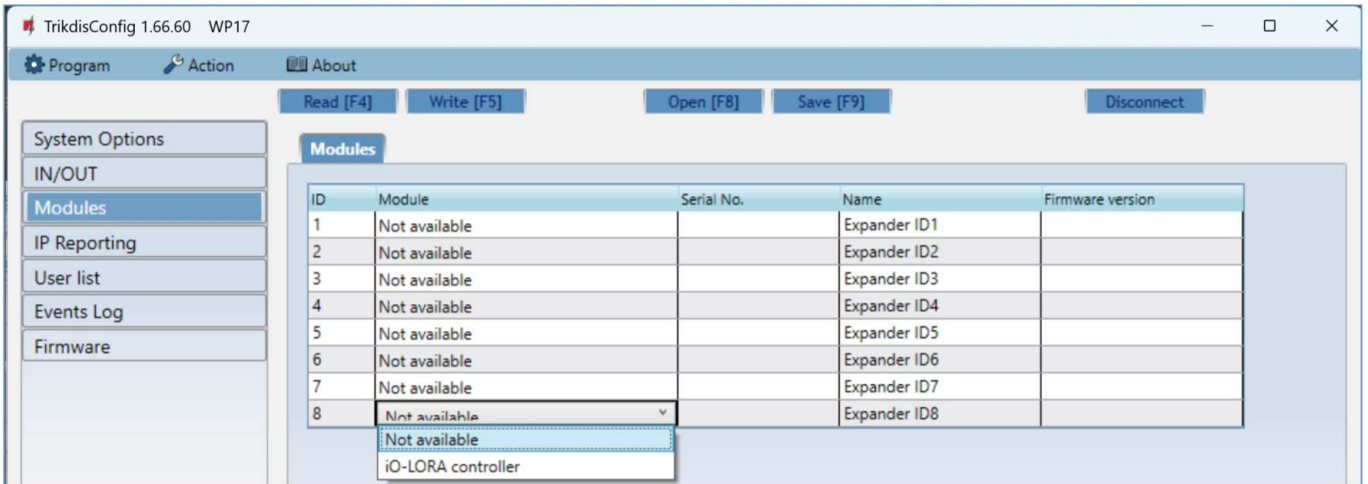 TrikdisConfig 1.66.60 WP17
Program Action About
Read [F4] Write [F5] Open [F8] Save [F9] Disconnect
System Options
IN/OUT
Modules
IP Reporting
User list
Events Log
Firmware
Modules
ID Module Serial No. Name Firmware version
1 Not available Expander ID1
2 Not available Expander ID2
3 Not available Expander ID3
4 Not available Expander ID4
5 Not available Expander ID5
6 Not available Expander ID6
7 Not available Expander ID7
8 Not available Expander ID8
Not available
iO-LORA controller